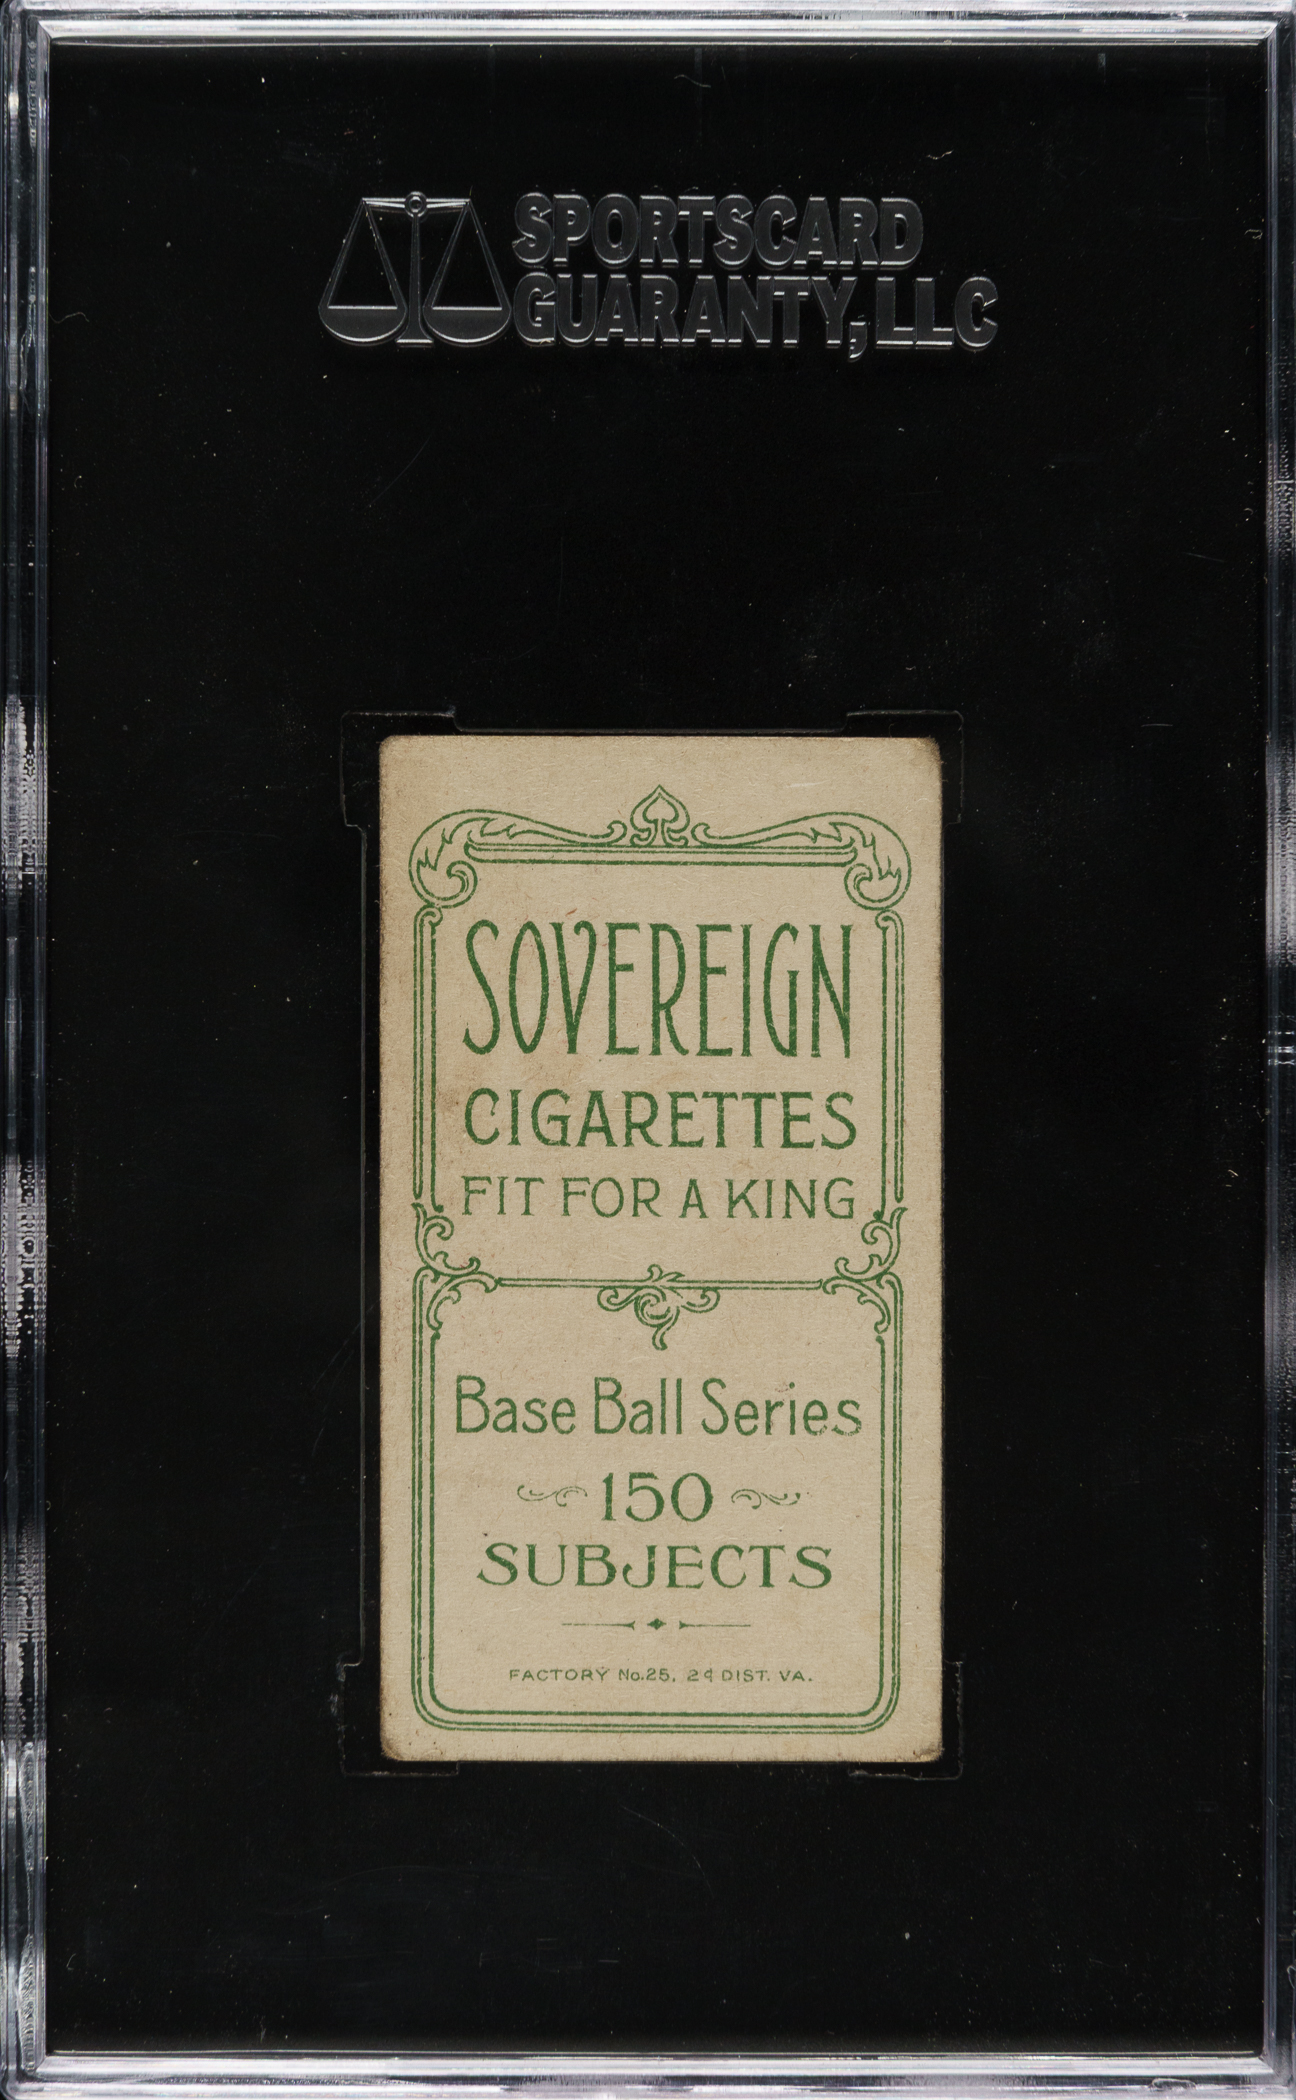 SPORTSCARD
GUARANTY, LLC
SOVEREIGN
CIGARETTES
FIT FOR A KING
Base Ball Series
150
SUBJECTS
FACTORY No.25, 2d DIST. VA.